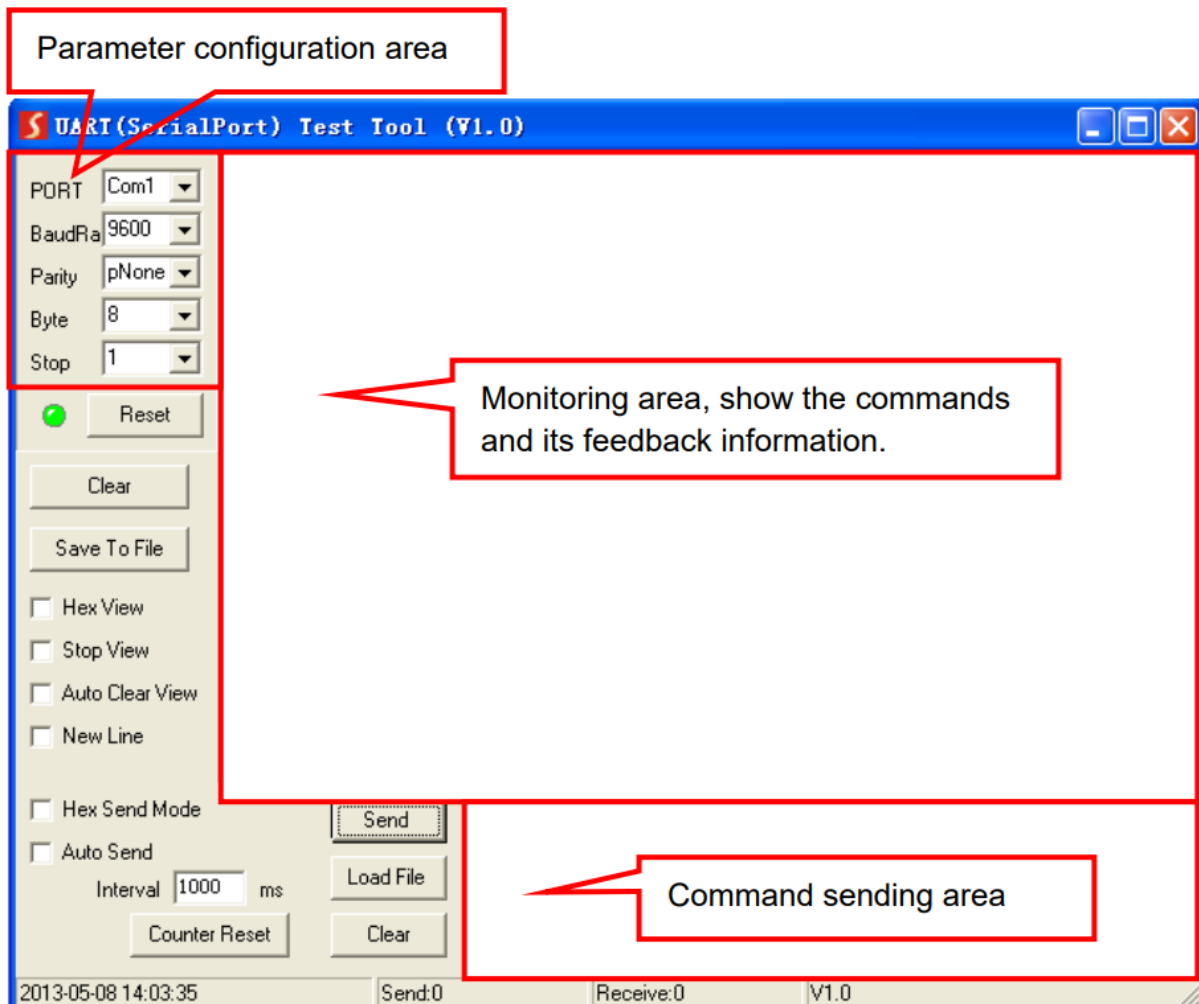 Parameter configuration area
UART(SerialPort) Test Tool (V1.0)
PORT Com1
BaudRa 9600
Parity pNone
Byte 8
Stop 1
Reset
Monitoring area, show the commands
and its feedback information.
Clear
Save To File
Hex View
Stop View
Auto Clear View
New Line
Hex Send Mode
Send
Auto Send
Interval 1000 ms
Load File
Command sending area
Counter Reset
Clear
2013-05-08 14:03:35 Send:0 Receive:0 V1.0